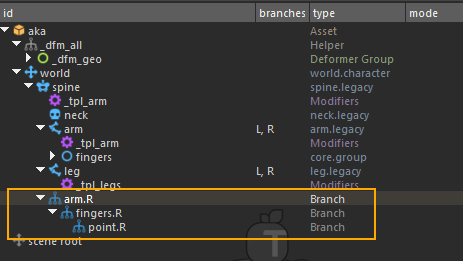 id branches type mode
aka Asset
_dfm_all Helper
_dfm_geo Deformer Group
world world.character
spine spine.legacy
_tpl_arm Modifiers
neck neck.legacy
arm L, R arm.legacy
_tpl_arm Modifiers
fingers core.group
leg L, R leg.legacy
_tpl_legs Modifiers
arm.R Branch
fingers.R Branch
point.R Branch
scene root
T